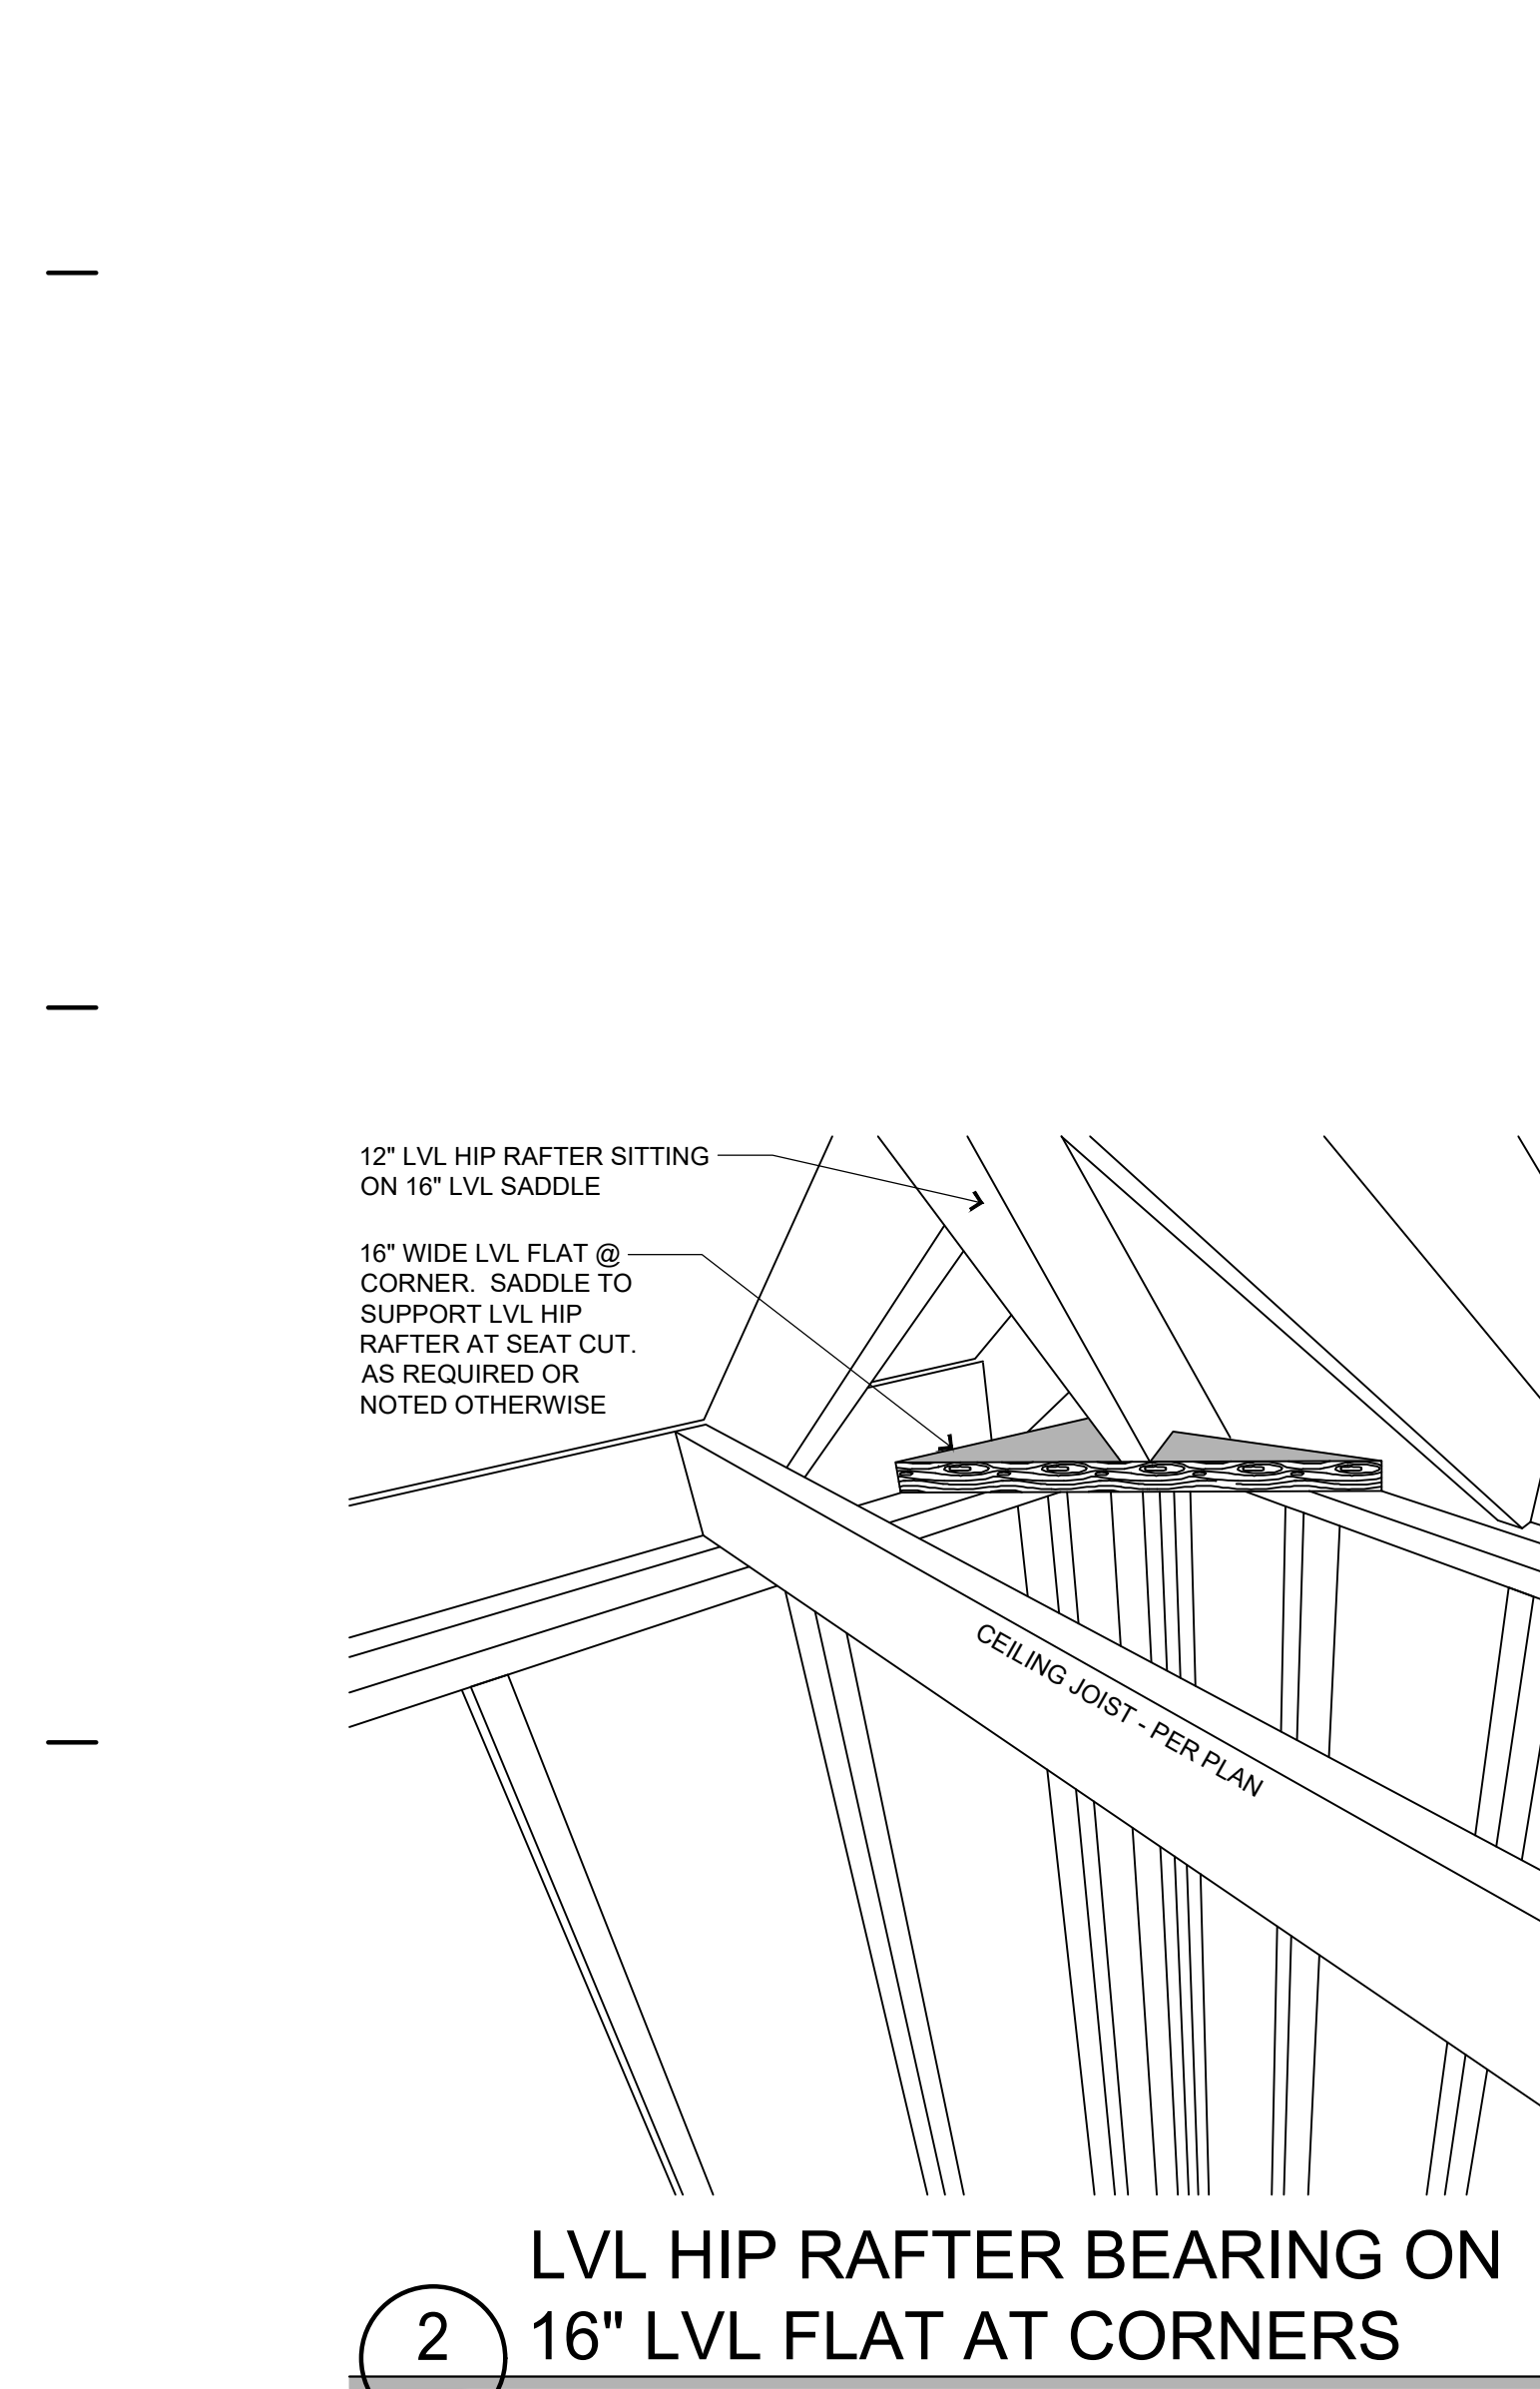 12" LVL HIP RAFTER SITTING
ON 16" LVL SADDLE
16" WIDE LVL FLAT @
CORNER.  SADDLE TO
SUPPORT LVL HIP
RAFTER AT SEAT CUT.
AS REQUIRED OR
NOTED OTHERWISE
CEILING JOIST - PER PLAN
LVL HIP RAFTER BEARING ON
16" LVL FLAT AT CORNERS
2